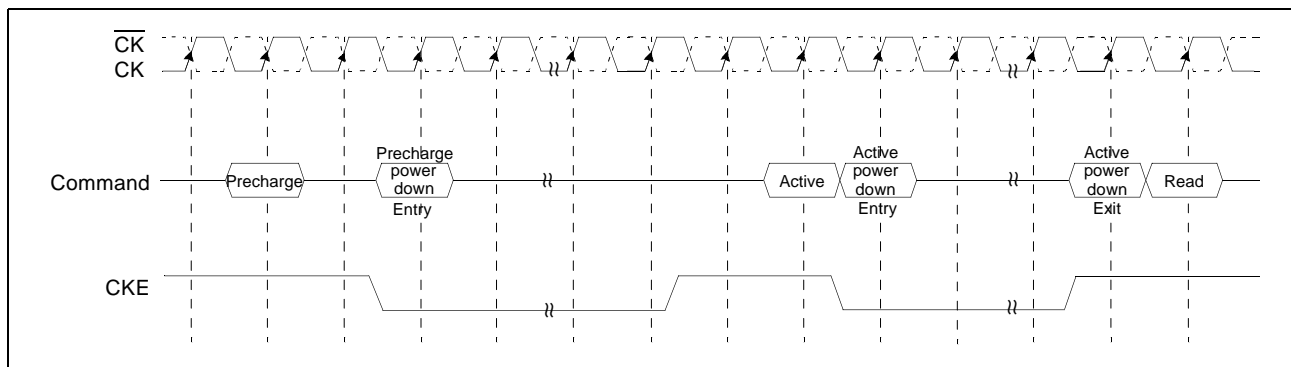 CK
CK
Command
Precharge
Precharge
power
down
Entry
Active
Active
power
down
Entry
Active
power
down
Exit
Read
CKE